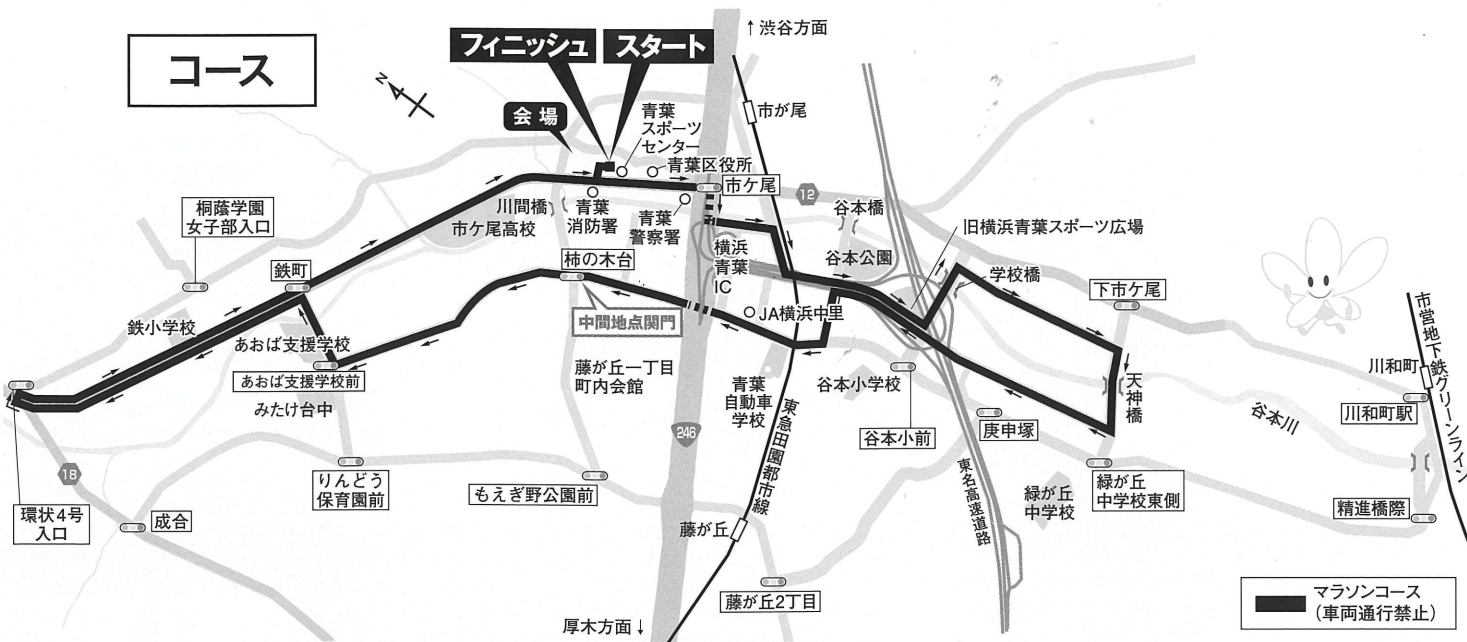 コース
フィニッシュ
スタート
会場
↑渋谷方面
N
青葉
スポーツ
センター
青葉区役所
市が尾
市ケ尾
12
桐蔭学園
女子部入口
川間橋
市ケ尾高校
青葉
消防署
青葉
警察署
谷本橋
旧横浜青葉スポーツ広場
鉄町
柿の木台
横浜
青葉
IC
谷本公園
学校橋
下市ケ尾
鉄小学校
あおば支援学校
中間地点関門
JA横浜中里
あおば支援学校前
みたけ台中
藤が丘一丁目
町内会館
青葉
自動車
学校
谷本小学校
天神橋
川和町
市営地下鉄グリーンライン
川和町駅
谷本川
246
東急田園都市線
谷本小前
庚申塚
18
りんどう
保育園前
もえぎ野公園前
東名高速道路
緑が丘
中学校
緑が丘
中学校東側
精進橋際
環状4号
入口
成合
藤が丘
藤が丘2丁目
厚木方面↓
マラソンコース
(車両通行禁止)